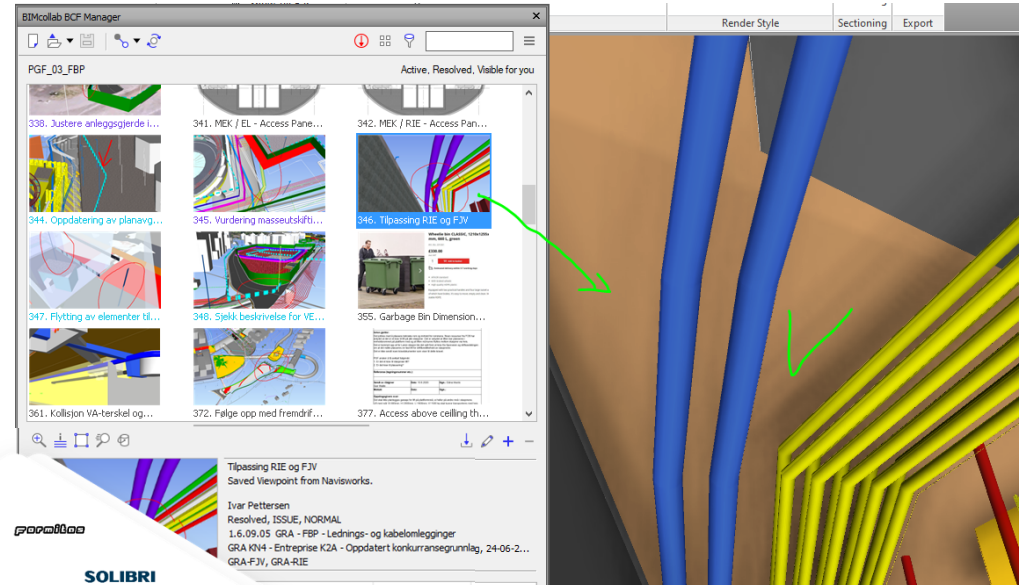 BIMcollab BCF Manager
Render Style
Sectioning
Export
PGF_03_FBP
Active, Resolved, Visible for you
338. Justere anleggsgjerde i...
341. MEK / EL - Access Pane...
342. MEK / RIE - Access Pan...
344. Oppdatering av planavg...
345. Vurdering masseutskifti...
346. Tilpassing RIE og FJV
347. Flytting av elementer til...
348. Sjekk beskrivelse for VE...
355. Garbage Bin Dimension...
361. Kollisjon VA-terskel og...
372. Følge opp med fremdrif...
377. Access above ceilling th...
Tilpassing RIE og FJV
Saved Viewpoint from Navisworks.
Ivar Pettersen
Resolved, ISSUE, NORMAL
1.6.09.05 GRA - FBP - Lednings- og kabelomlegginger
GRA KN4 - Entreprise K2A - Oppdatert konkurransegrunnlag, 24-06-2...
GRA-FJV, GRA-RIE
SOLIBRI